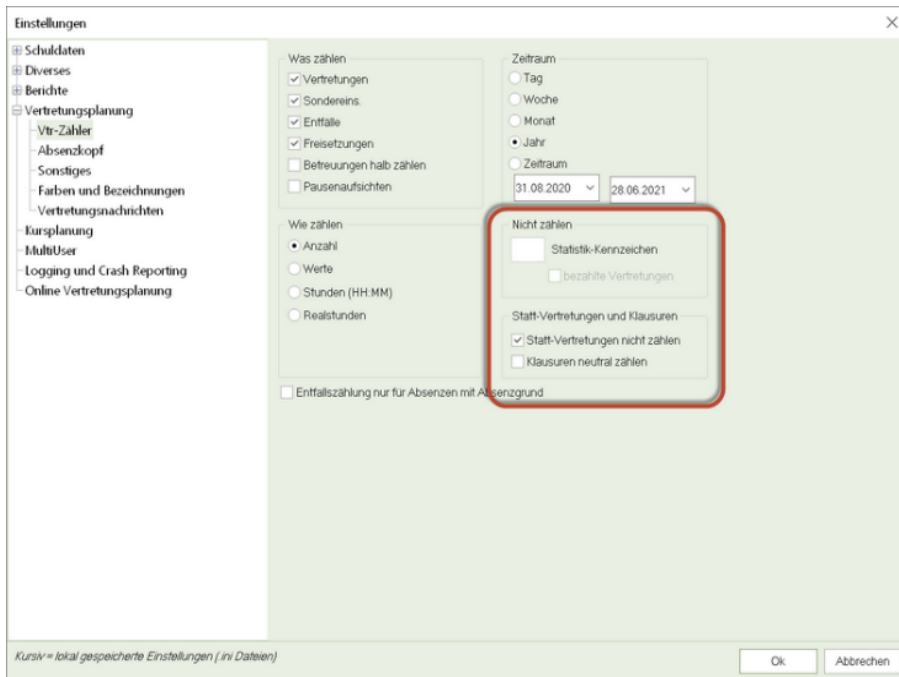 Einstellungen
Schuldaten
Diverses
Berichte
Vertretungsplanung
Vtr-Zähler
Absenzkopf
Sonstiges
Farben und Bezeichnungen
Vertretungsnachrichten
Kursplanung
MultiUser
Logging und Crash Reporting
Online Vertretungsplanung
Was zählen
Vertretungen
Sondereins.
Entfälle
Freisetzungen
Betreuungen halb zählen
Pausenaufsichten
Zeitraum
Tag
Woche
Monat
Jahr
Zeitraum
31.08.2020 28.06.2021
Wie zählen
Anzahl
Werte
Stunden (HH:MM)
Realstunden
Nicht zählen
Statistik-Kennzeichen
bezahlte Vertretungen
Statt-Vertretungen und Klausuren
Statt-Vertretungen nicht zählen
Klausuren neutral zählen
Entfallszählung nur für Absenzen mit Absenzgrund
Kursiv = lokal gespeicherte Einstellungen (.ini Dateien)
Ok Abbrechen